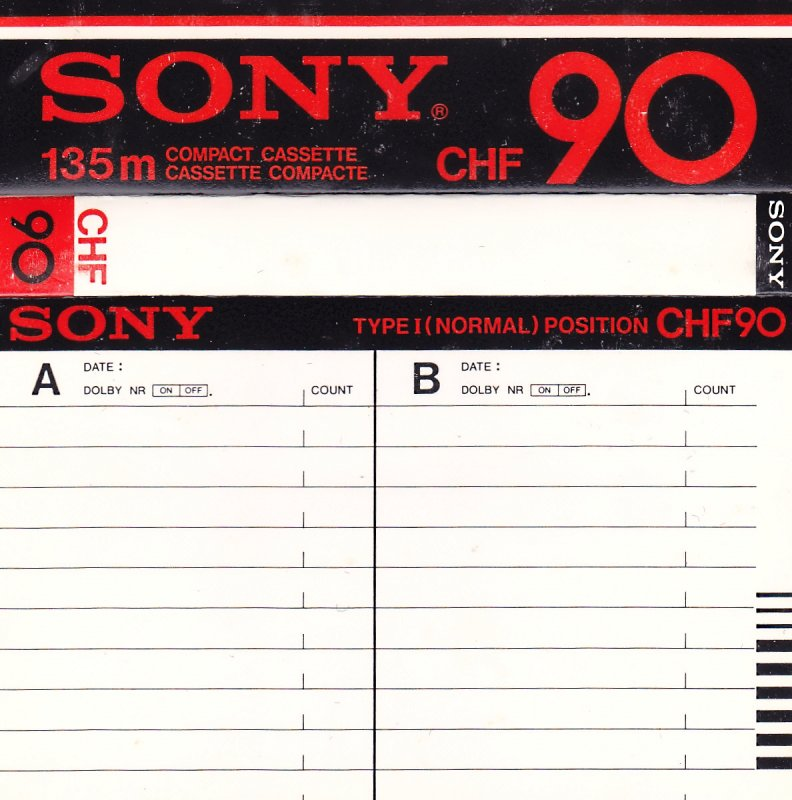 SONY® 90
135m COMPACT CASSETTE
CASSETTE COMPACTE
CHF
90 CHF SONY
SONY TYPE I (NORMAL) POSITION CHF90
A DATE :
DOLBY NR ON OFF . COUNT
B DATE :
DOLBY NR ON OFF . COUNT